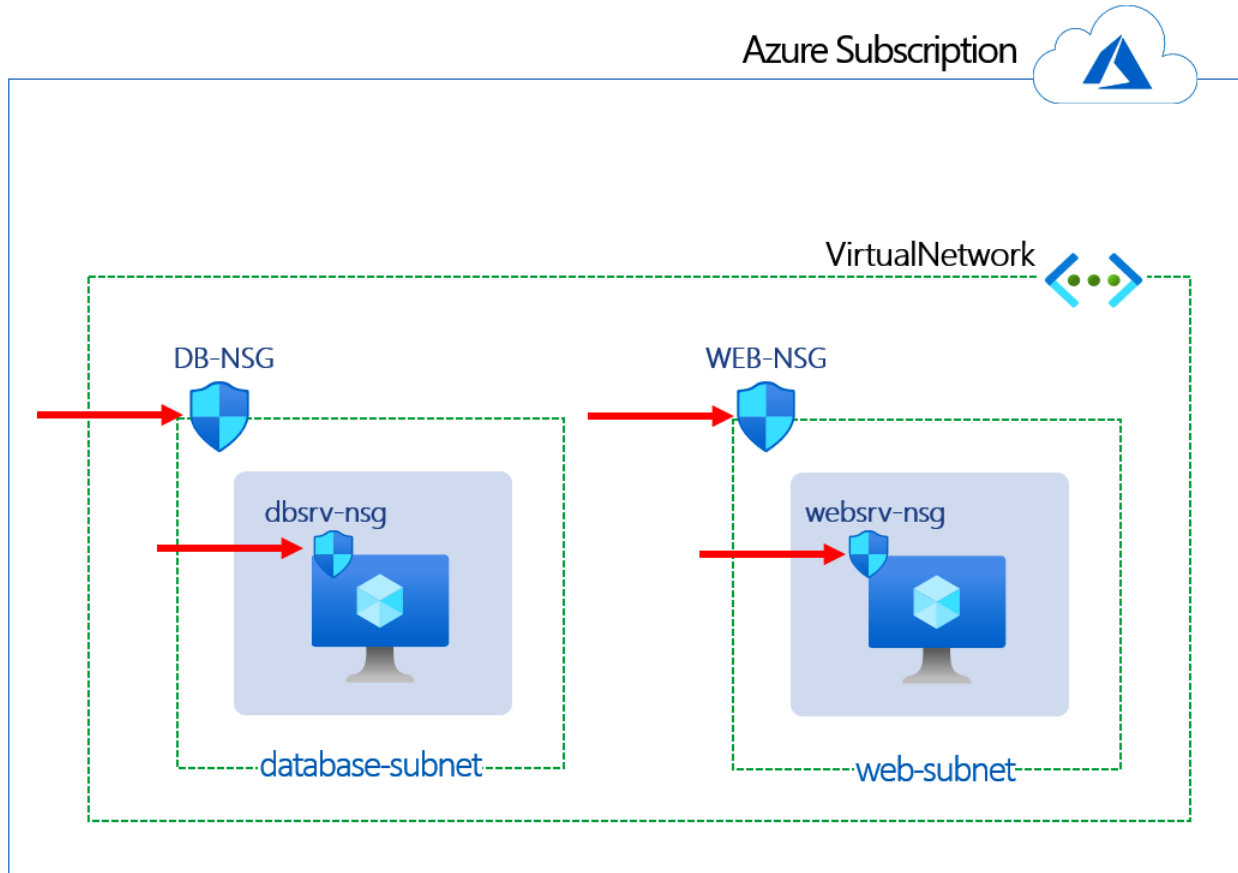 Azure Subscription
VirtualNetwork
DB-NSG
WEB-NSG
dbsrv-nsg
websrv-nsg
database-subnet
web-subnet